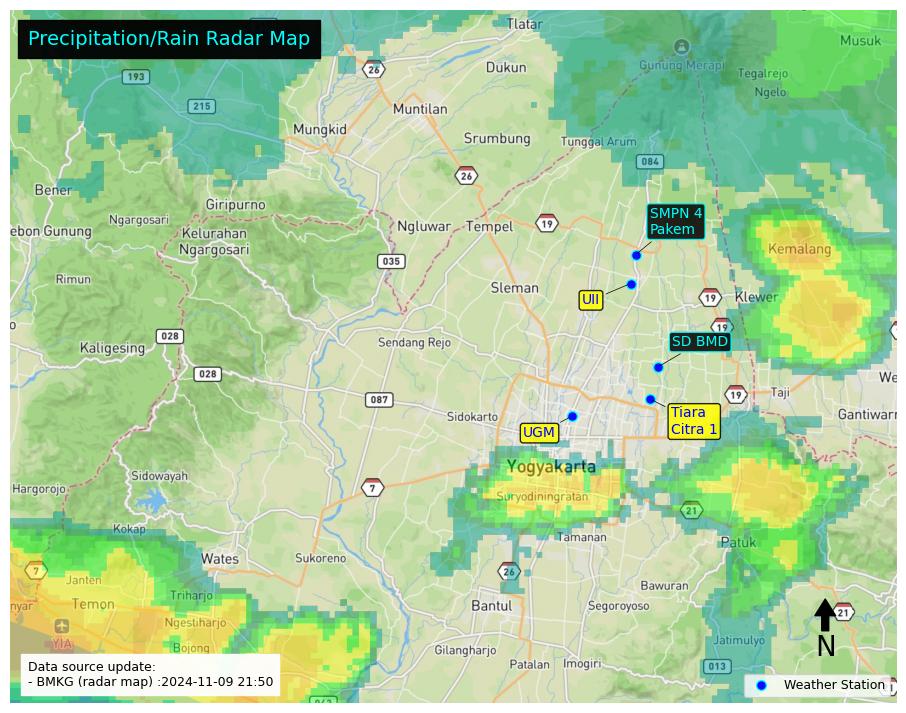 Precipitation/Rain Radar Map
Tlatar
Musuk
26
193
Dukun
Gunung Merapi
Tegalrejo
Ngelo
215
Muntilan
Mungkid
Srumbung
Tunggal Arum
084
26
Bener
Giripurno
Ngargosari
SMPN 4
Pakem
ebon Gunung
Kelurahan
Ngargosari
Ngluwar
Tempel
19
Kemalang
035
Rimun
Sleman
UII
19
Klewer
19
028
Kaligesing
Sendang Rejo
SD BMD
028
087
19
Taji
We
Sidokarto
Tiara
Citra 1
Gantiwarn
UGM
Yogyakarta
Sidowayah
Hargorojo
7
Suryodiningratan
21
Kokap
Tamanan
Patuk
Wates
Sukoreno
7
Janten
26
nyar
Temon
Triharjo
Bantul
Bawuran
Segoroyoso
21
Ngestiharjo
YIA
Bojong
Gilangharjo
Jatimulyo
N
Patalan
Imogiri
013
Data source update:
- BMKG (radar map) :2024-11-09 21:50
Weather Station